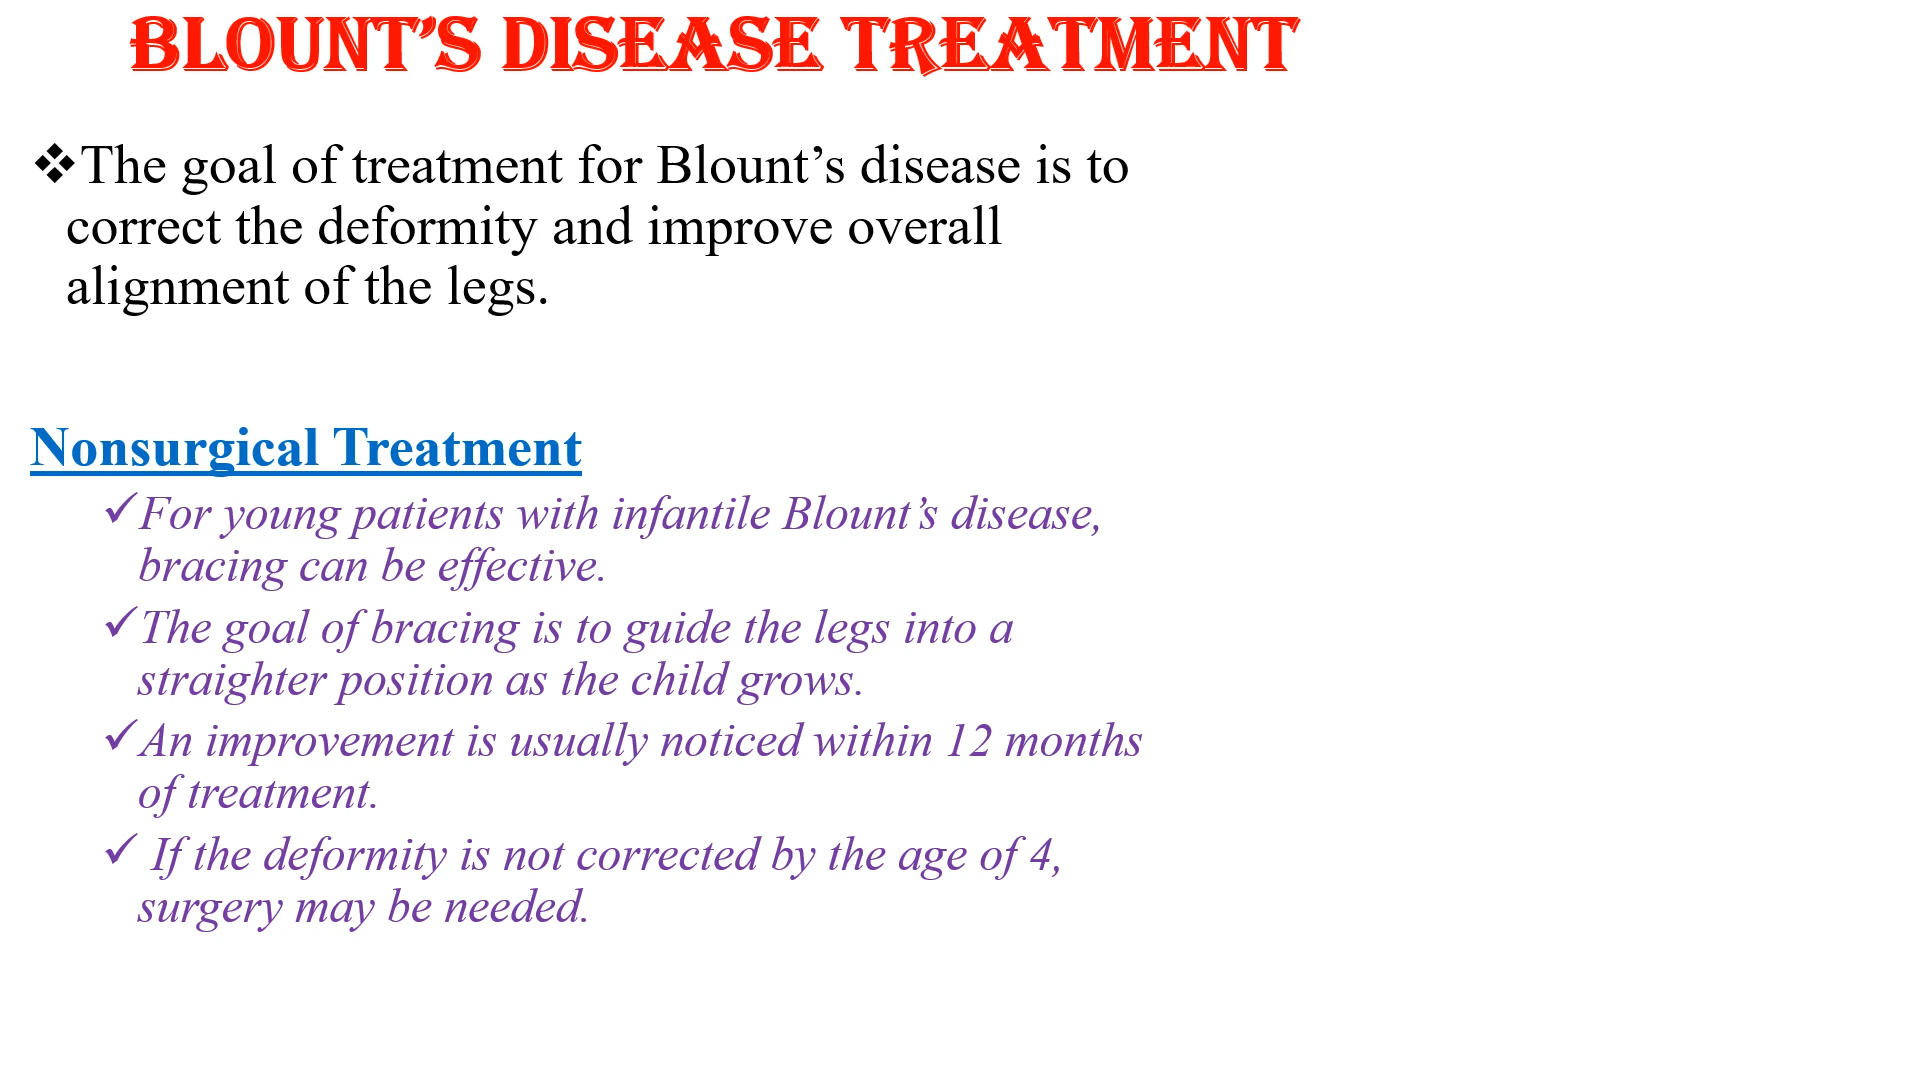 BLOUNT’S DISEASE TREATMENT
❖The goal of treatment for Blount’s disease is to
correct the deformity and improve overall
alignment of the legs.
Nonsurgical Treatment
✓For young patients with infantile Blount’s disease,
bracing can be effective.
✓The goal of bracing is to guide the legs into a
straighter position as the child grows.
✓An improvement is usually noticed within 12 months
of treatment.
✓ If the deformity is not corrected by the age of 4,
surgery may be needed.